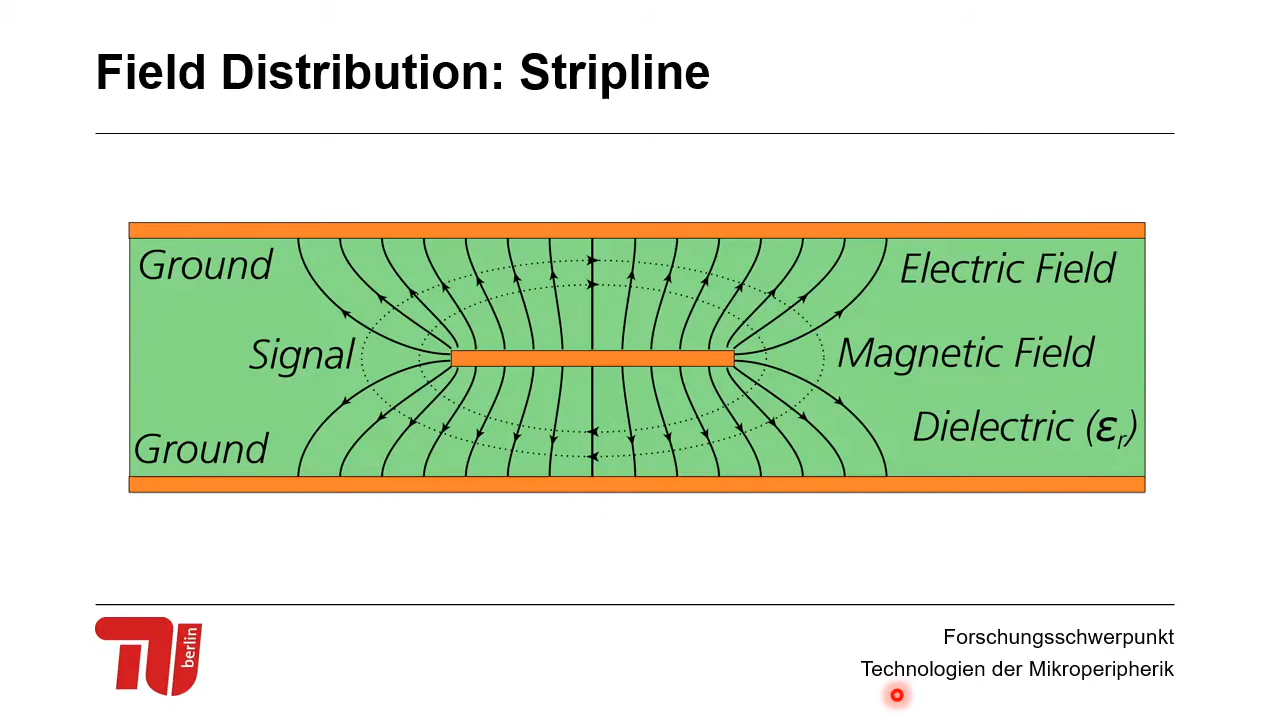 Field Distribution: Stripline
Ground
Electric Field
Signal
Magnetic Field
Dielectric (εr)
Ground
berlin
Forschungsschwerpunkt
Technologien der Mikroperipherik